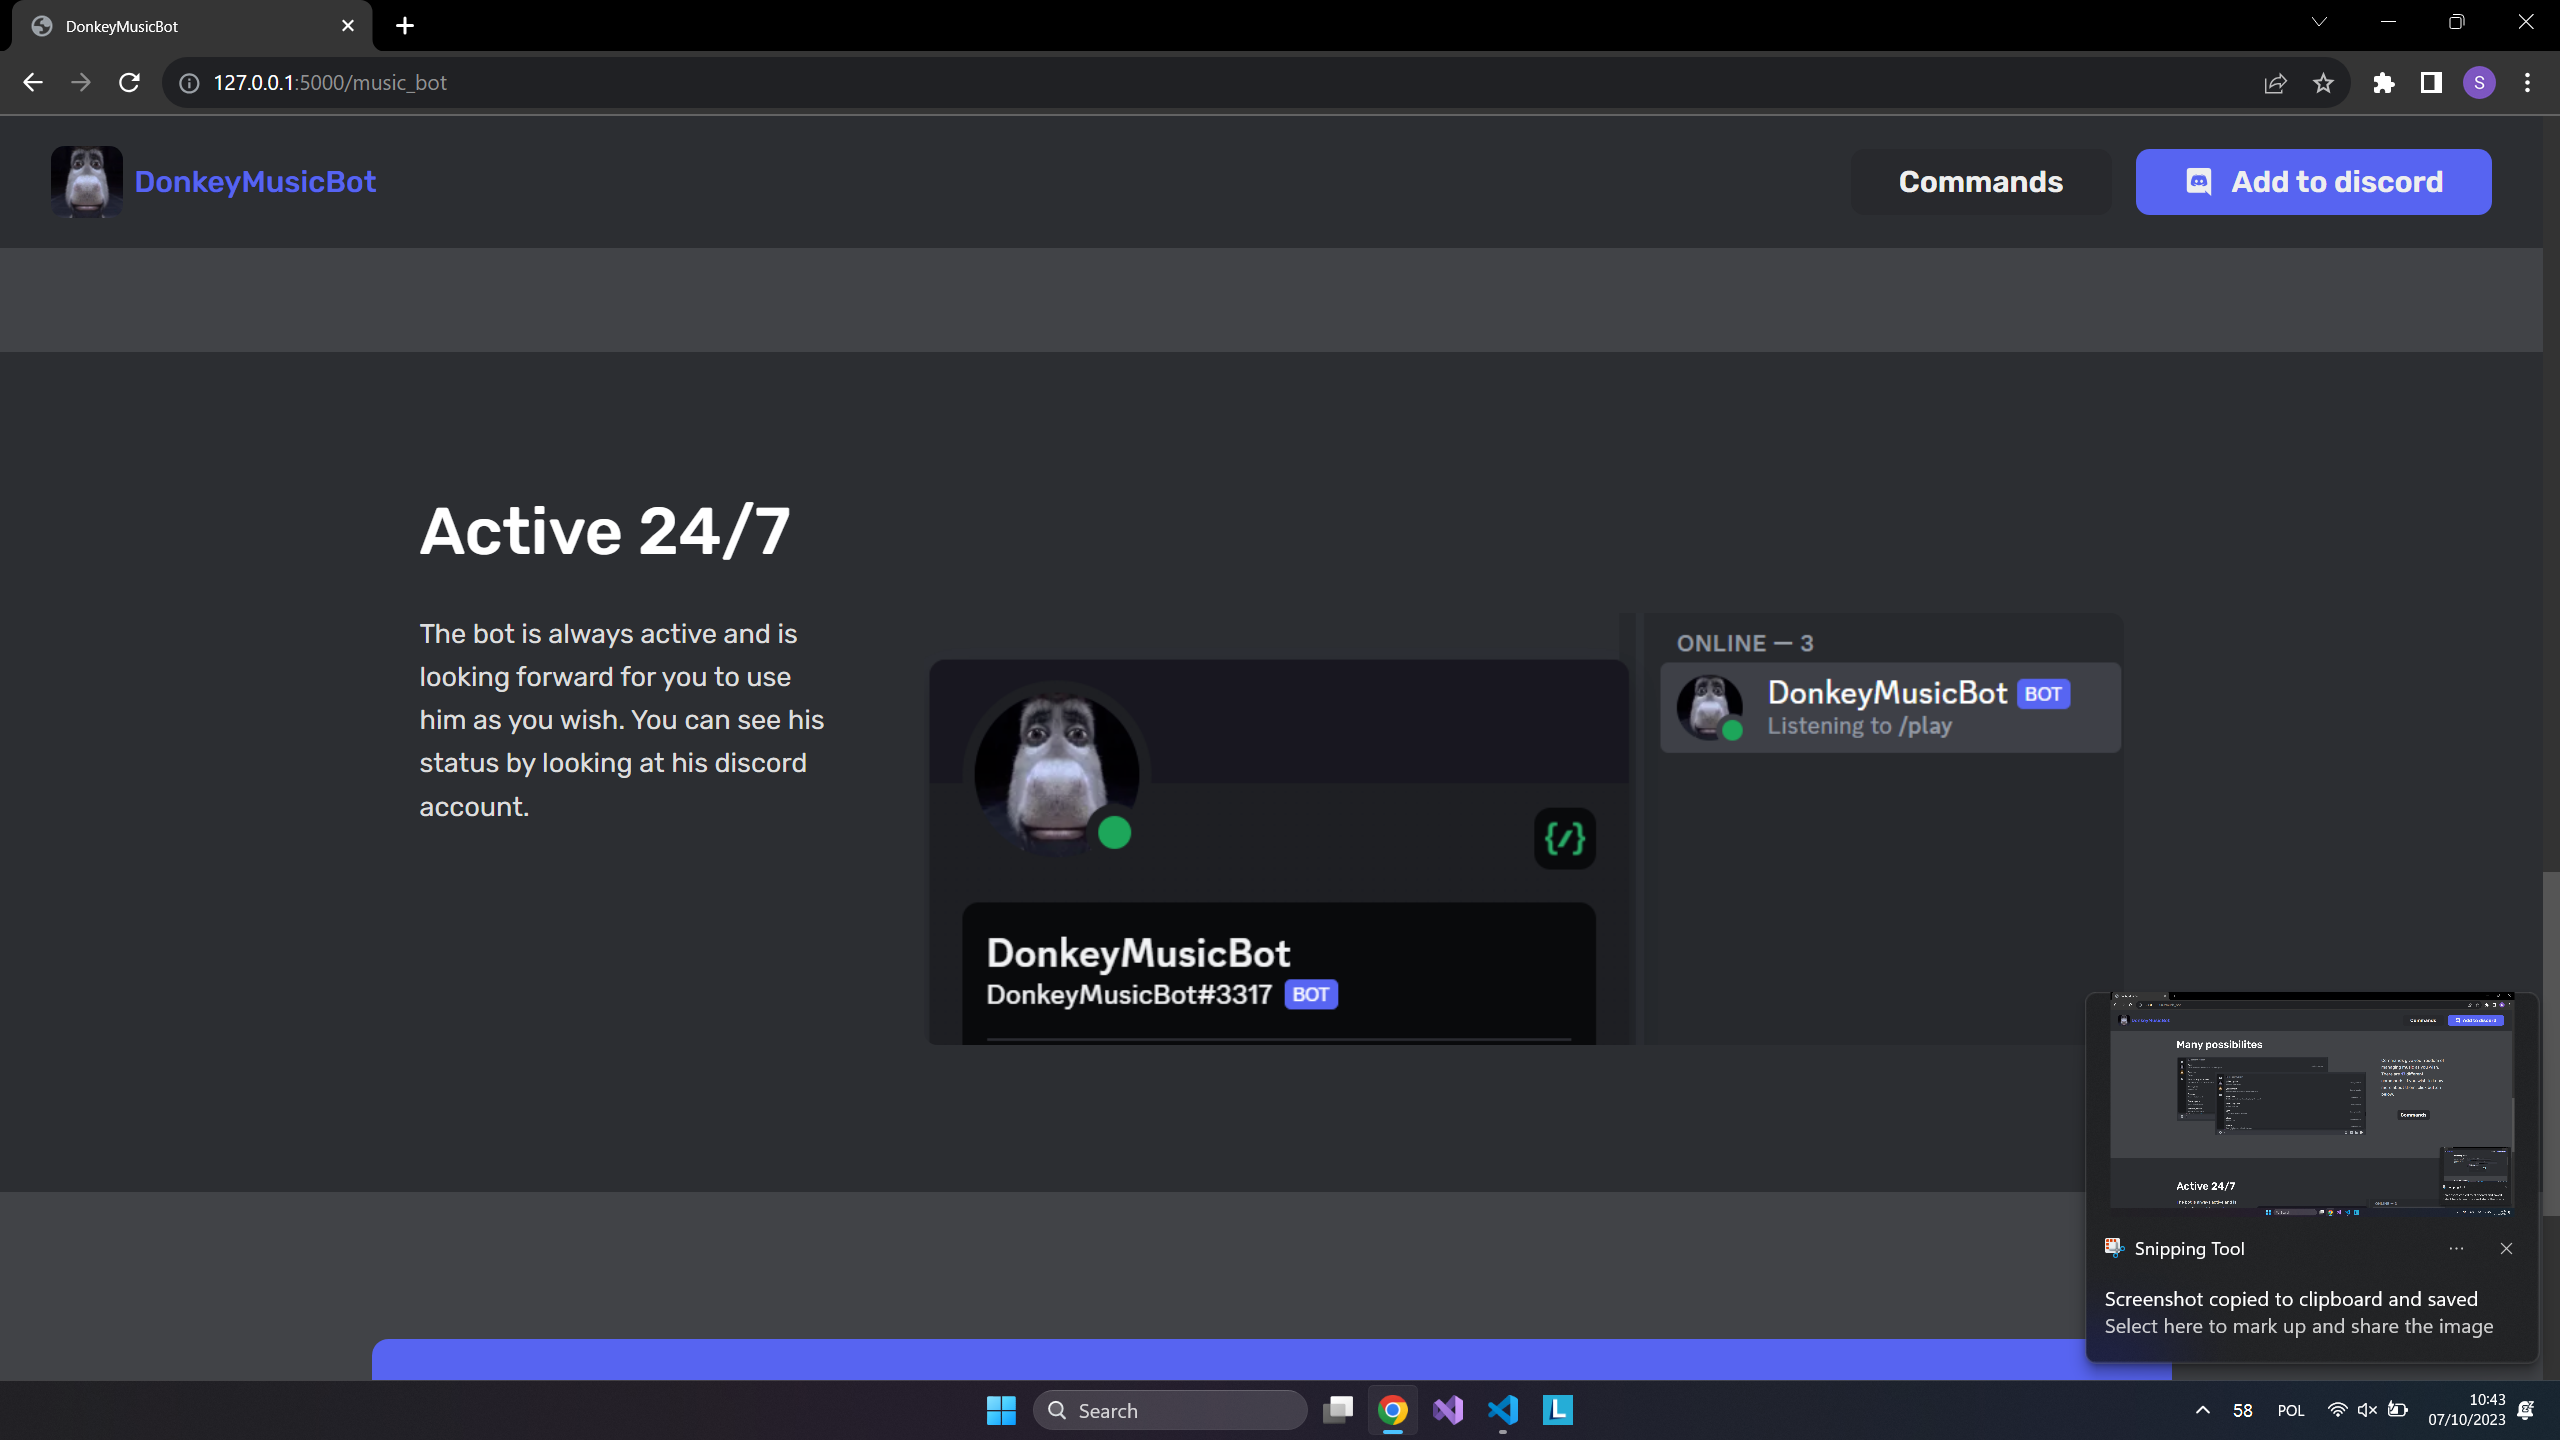 DonkeyMusicBot
127.0.0.1:5000/music_bot
S
DonkeyMusicBot
Commands
Add to discord
Active 24/7
The bot is always active and is
looking forward for you to use
him as you wish. You can see his
status by looking at his discord
account.
ONLINE — 3
DonkeyMusicBot BOT
Listening to /play
{/}
DonkeyMusicBot
DonkeyMusicBot#3317 BOT
Many possibilites
Commands
Active 24/7
Snipping Tool
Screenshot copied to clipboard and saved
Select here to mark up and share the image
Search
L
58
POL
10:43
07/10/2023